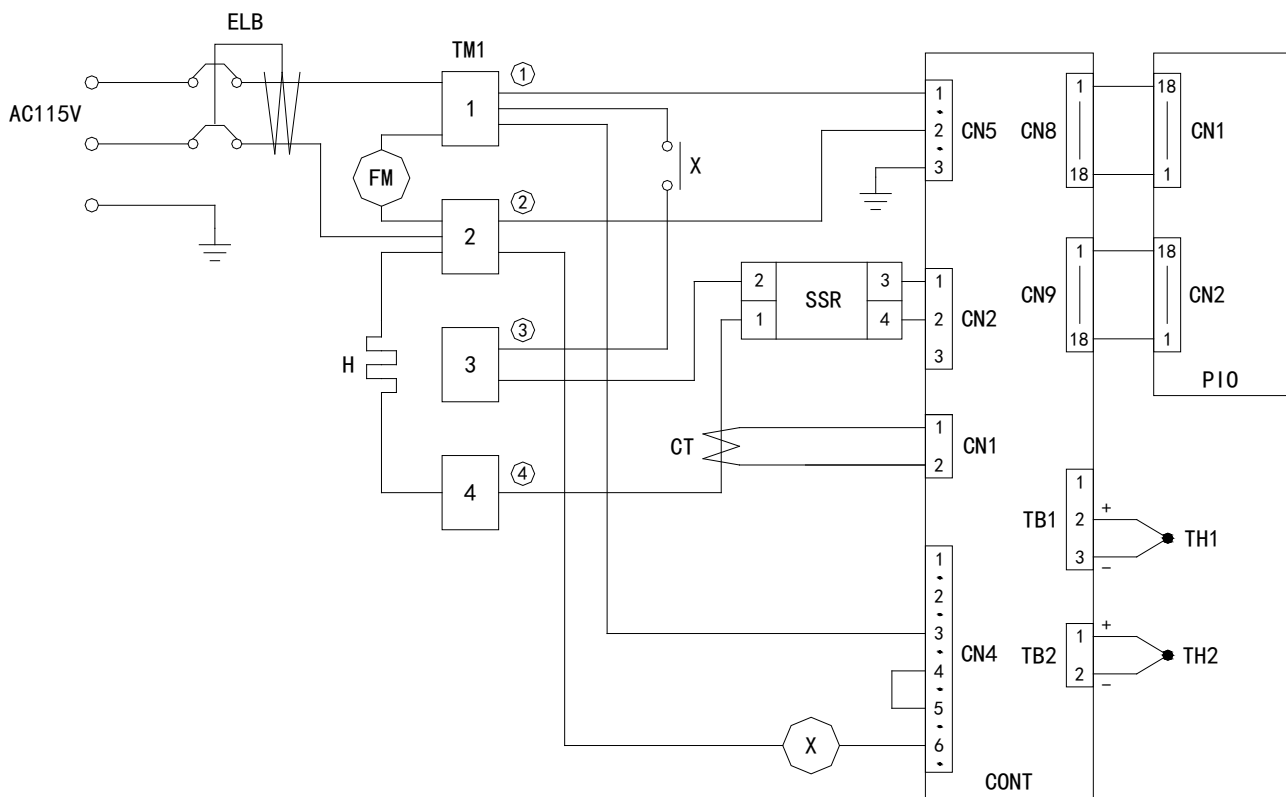 ELB
TM1
AC115V
1
①
FM
X
2
②
3
③
H
4
④
2
1
SSR
3
4
CT
X
1
2
3
CN5
1
2
3
CN2
1
2
CN1
1
2
3
4
5
6
CN4
CONT
CN8
1
18
18
1
CN1
CN9
1
18
18
1
CN2
PIO
TB1
1
2
3
+
−
TH1
TB2
1
2
+
−
TH2